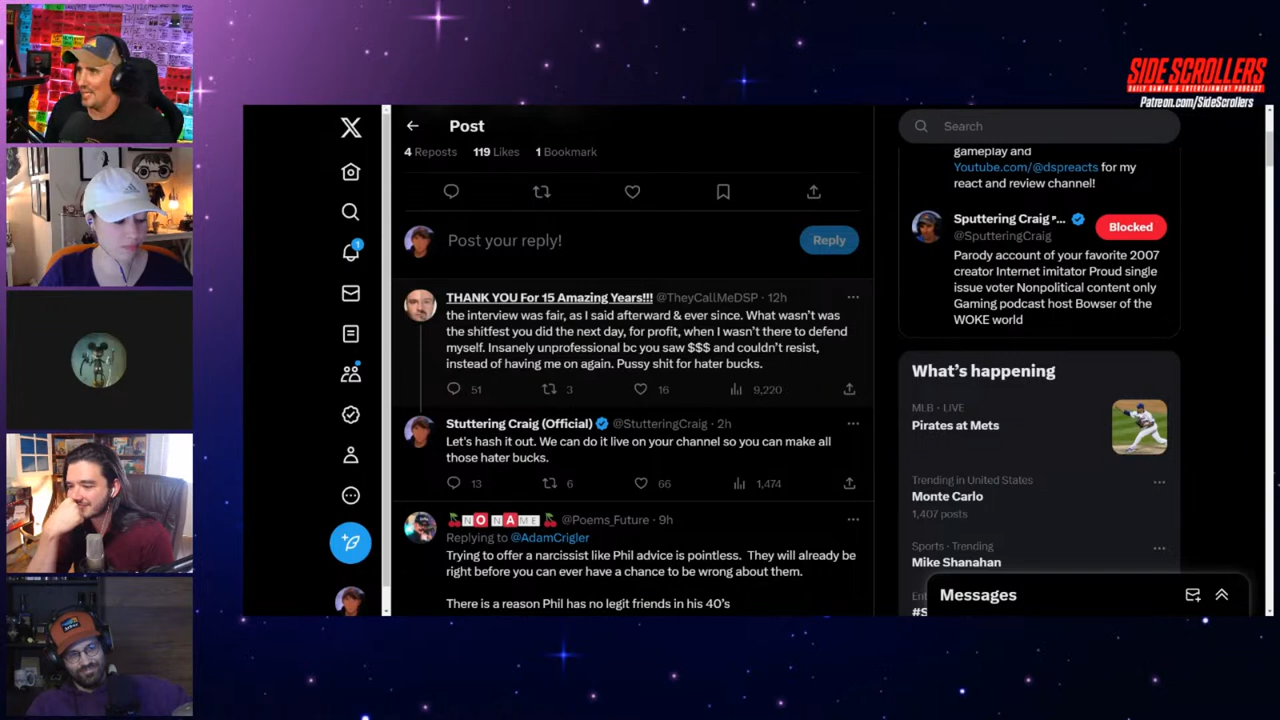 SIDE SCROLLERS
DAILY GAMING & ENTERTAINMENT PODCAST
Patreon.com/SideScrollers
Post
4 Reposts 119 Likes 1 Bookmark
Post your reply!
Reply
THANK YOU For 15 Amazing Years!!! @TheyCallMeDSP · 12h
the interview was fair, as I said afterward & ever since. What wasn't was
the shitfest you did the next day, for profit, when I wasn't there to defend
myself. Insanely unprofessional bc you saw $$$ and couldn't resist,
instead of having me on again. Pussy shit for hater bucks.
51 3 16 9,220
Stuttering Craig (Official) @StutteringCraig · 2h
Let's hash it out. We can do it live on your channel so you can make all
those hater bucks.
13 6 66 1,474
🍒NONAME🍒 @Poems_Future · 9h
Replying to @AdamCrigler
Trying to offer a narcissist like Phil advice is pointless. They will already be
right before you can ever have a chance to be wrong about them.
There is a reason Phil has no legit friends in his 40's
Search
gameplay and
Youtube.com/@dspreacts for my
react and review channel!
Sputtering Craig ...
@SputteringCraig
Blocked
Parody account of your favorite 2007
creator Internet imitator Proud single
issue voter Nonpolitical content only
Gaming podcast host Bowser of the
WOKE world
What's happening
MLB · LIVE
Pirates at Mets
Trending in United States
Monte Carlo
1,407 posts
Sports · Trending
Mike Shanahan
Messages
1